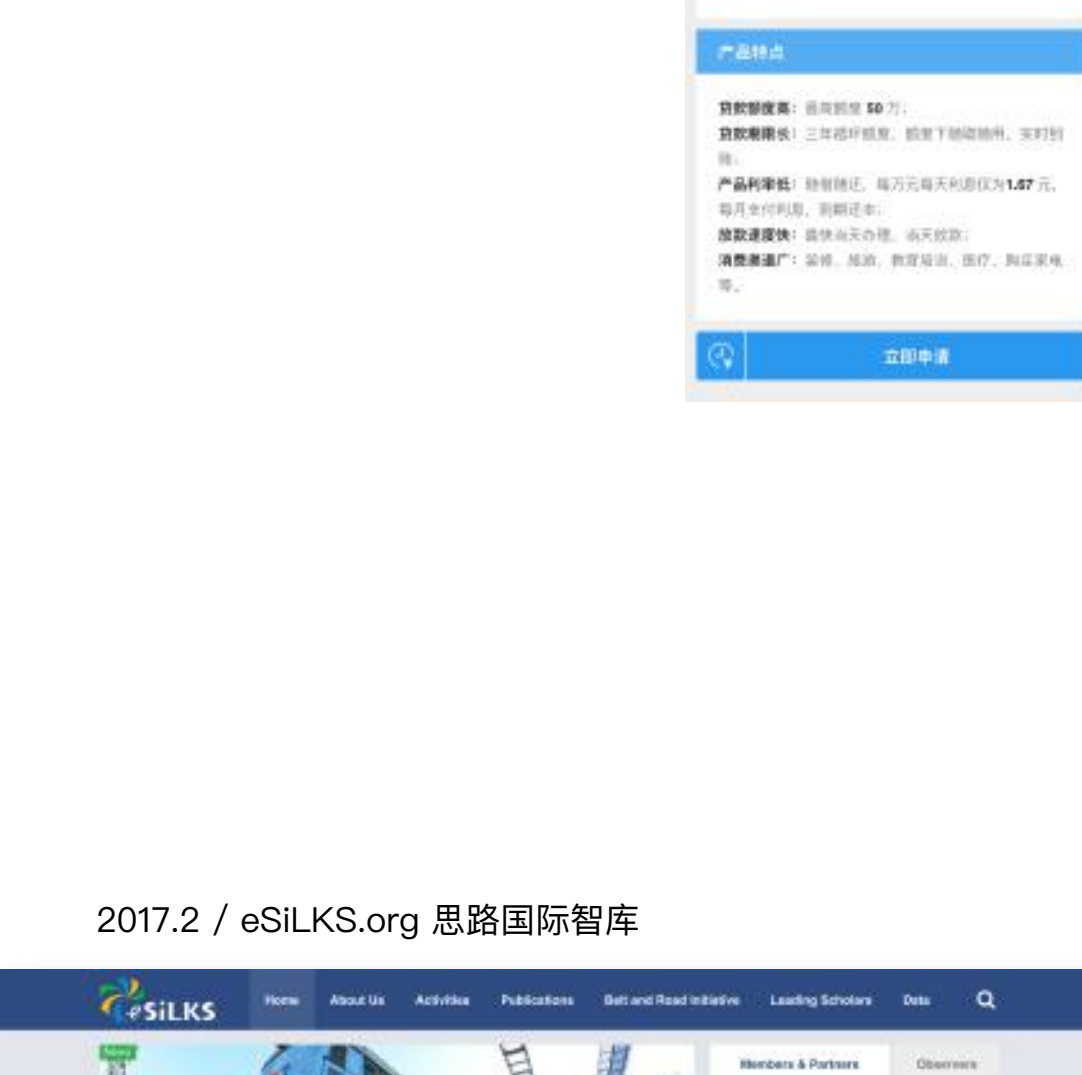 产品特点
贷款额度高：最高额度 50 万；
贷款期限长：三年循环额度，额度下随取随用，实时到
账；
产品利率低：随借随还，每万元每天利息仅为1.67 元，
每月支付利息，到期还本；
放款速度快：最快当天办理，当天放款；
消费渠道广：装修、旅游、教育培训、医疗、购买家电
等。
立即申请
2017.2 / eSiLKS.org 思路国际智库
eSiLKS Home About Us Activities Publications Belt and Road Initiative Leading Scholars Data
News
Members & Partners Observers